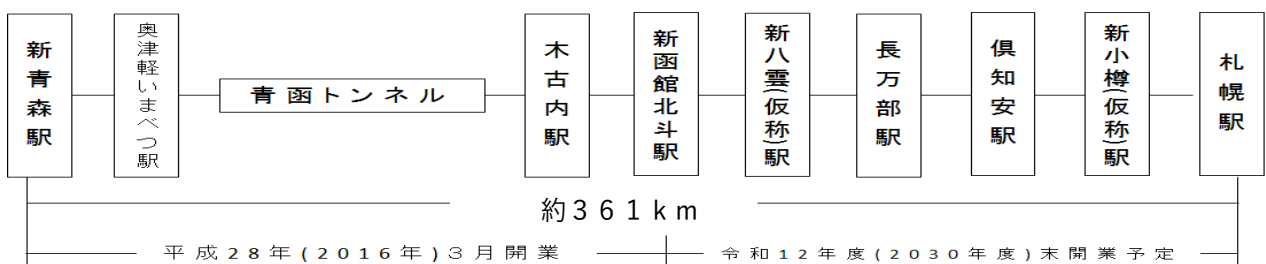 新青森駅
奥津軽いまべつ駅
青函トンネル
木古内駅
新函館北斗駅
新八雲(仮称)駅
長万部駅
倶知安駅
新小樽(仮称)駅
札幌駅
約361km
平成28年(2016年)3月開業
令和12年度(2030年度)末開業予定